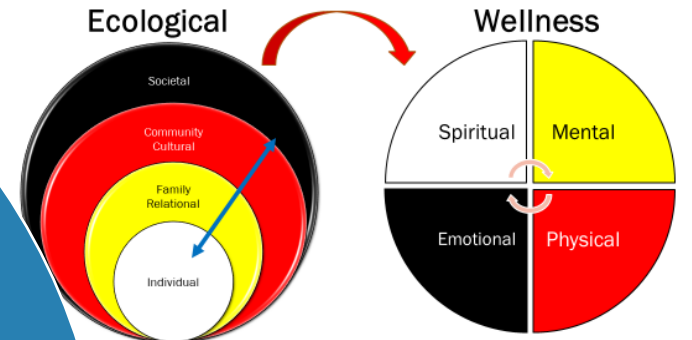 Ecological
Wellness
Societal
Community
Cultural
Family
Relational
Individual
Spiritual
Mental
Emotional
Physical